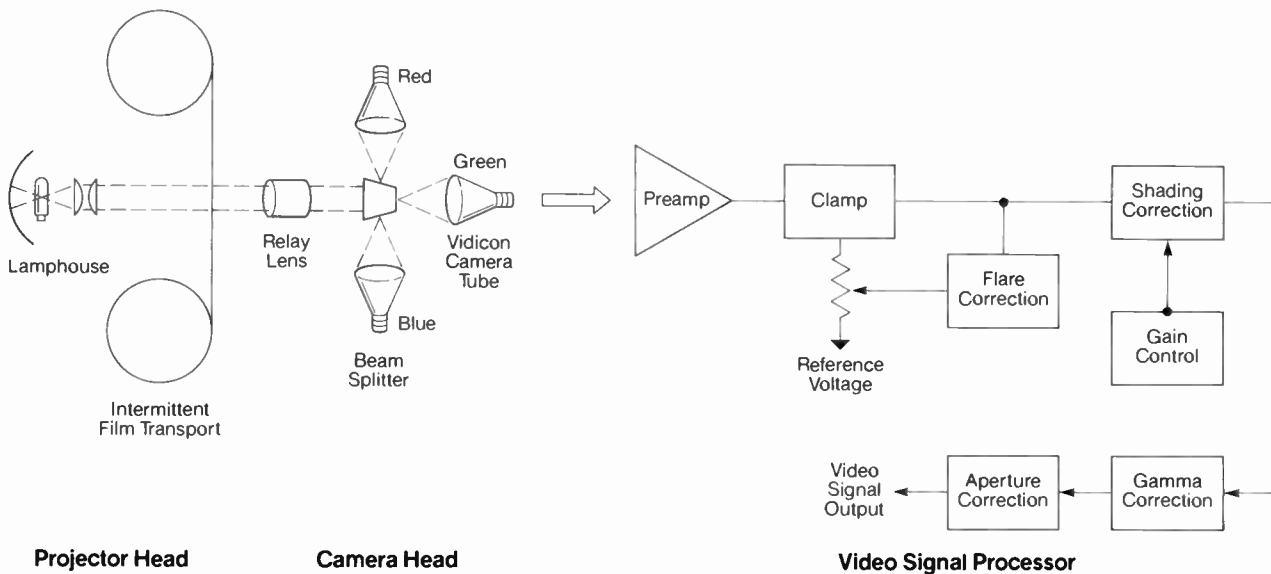 Red
Green
Preamp
Clamp
Shading
Correction
Lamphouse
Relay
Lens
Vidicon
Camera
Tube
Flare
Correction
Blue
Gain
Control
Beam
Splitter
Reference
Voltage
Intermittent
Film Transport
Video
Signal
Output
Aperture
Correction
Gamma
Correction
Projector Head
Camera Head
Video Signal Processor